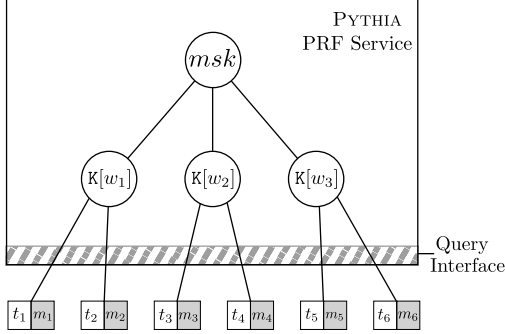 PYTHIA
PRF Service
msk
K[w₁] K[w₂] K[w₃]
Query
Interface
t₁ m₁ t₂ m₂ t₃ m₃ t₄ m₄ t₅ m₅ t₆ m₆